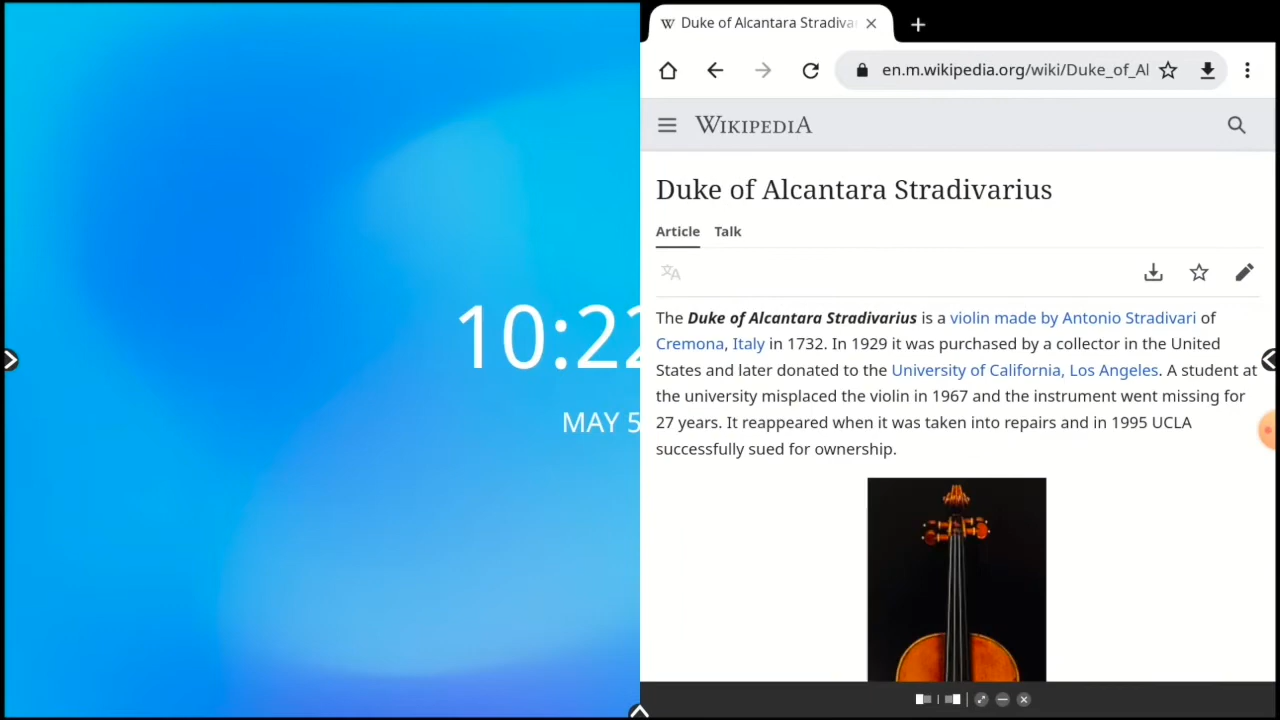 10:22
MAY 5
Duke of Alcantara Stradivar
en.m.wikipedia.org/wiki/Duke_of_Al
WIKIPEDIA
Duke of Alcantara Stradivarius
Article Talk
The Duke of Alcantara Stradivarius is a violin made by Antonio Stradivari of
Cremona, Italy in 1732. In 1929 it was purchased by a collector in the United
States and later donated to the University of California, Los Angeles. A student at
the university misplaced the violin in 1967 and the instrument went missing for
27 years. It reappeared when it was taken into repairs and in 1995 UCLA
successfully sued for ownership.